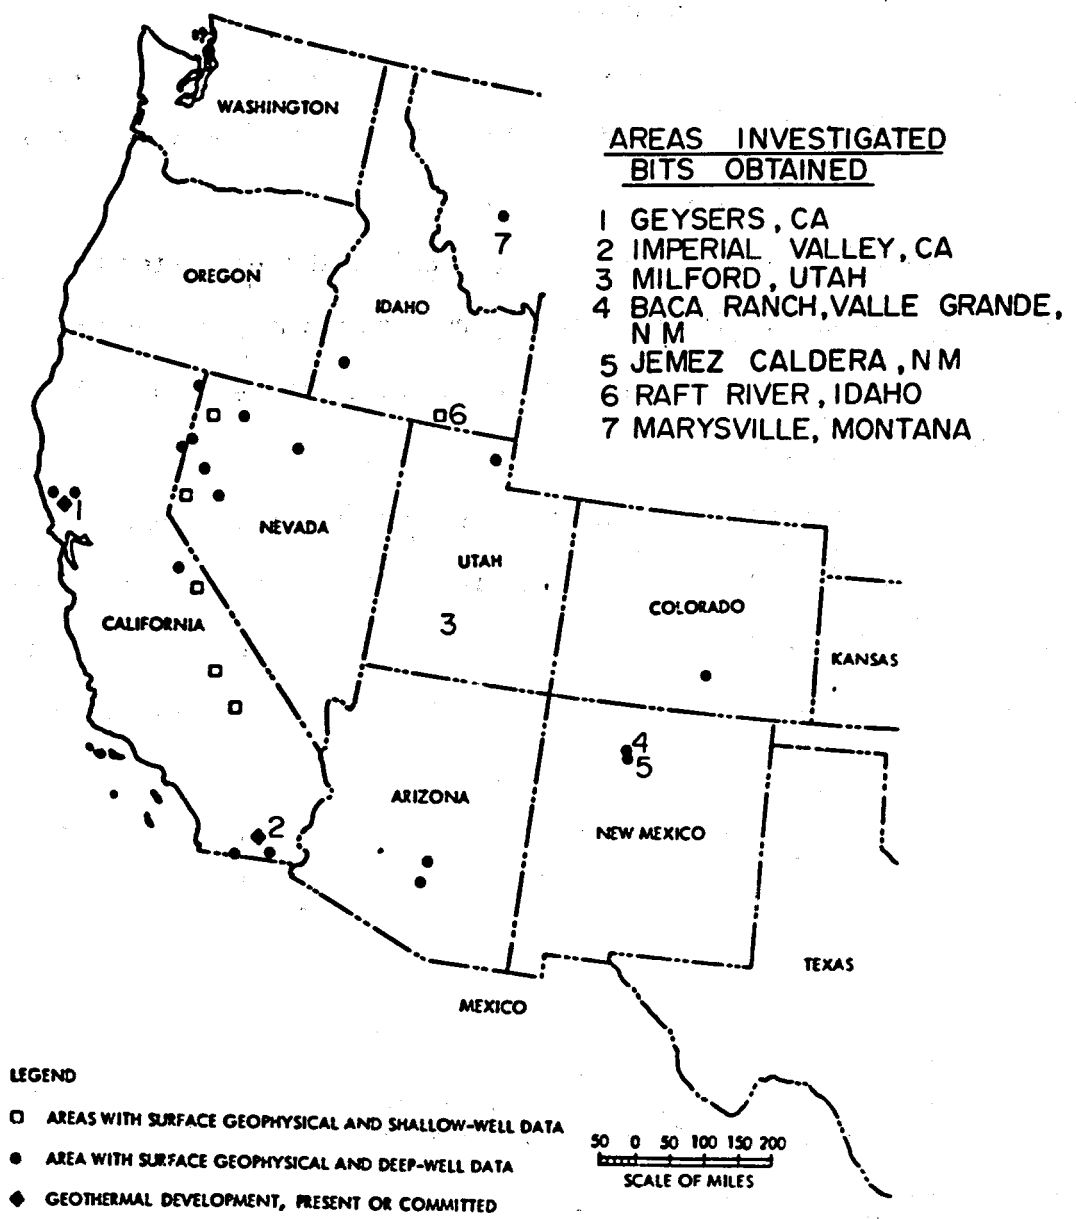 WASHINGTON
AREAS INVESTIGATED
BITS OBTAINED
1 GEYSERS, CA
2 IMPERIAL VALLEY, CA
3 MILFORD, UTAH
4 BACA RANCH, VALLE GRANDE,
N M
5 JEMEZ CALDERA, NM
6 RAFT RIVER, IDAHO
7 MARYSVILLE, MONTANA
7
OREGON
IDAHO
6
1
NEVADA
UTAH
COLORADO
3
CALIFORNIA
KANSAS
4
5
ARIZONA
2
NEW MEXICO
TEXAS
MEXICO
LEGEND
AREAS WITH SURFACE GEOPHYSICAL AND SHALLOW-WELL DATA
AREA WITH SURFACE GEOPHYSICAL AND DEEP-WELL DATA
GEOTHERMAL DEVELOPMENT, PRESENT OR COMMITTED
50 0 50 100 150 200
SCALE OF MILES